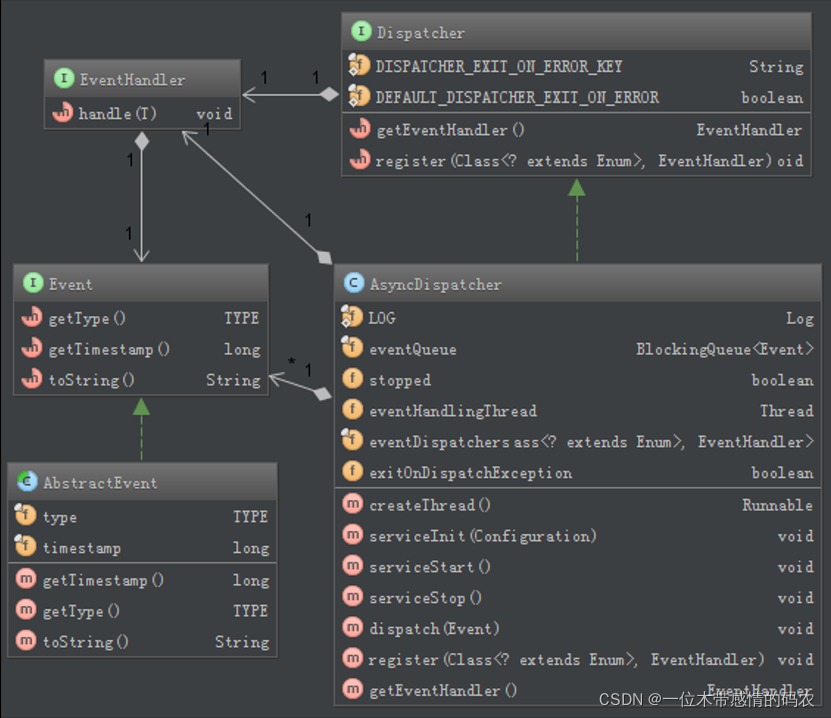 I Dispatcher
f DISPATCHER_EXIT_ON_ERROR_KEY String
f DEFAULT_DISPATCHER_EXIT_ON_ERROR boolean
m getEventHandler() EventHandler
m register(Class<? extends Enum>, EventHandler) oid
I EventHandler
m handle(T) void
1 1
1
1
1
1
I Event
m getType() TYPE
m getTimestamp() long
m toString() String
* 1
C AbstractEvent
f type TYPE
f timestamp long
m getTimestamp() long
m getType() TYPE
m toString() String
C AsyncDispatcher
f LOG Log
f eventQueue BlockingQueue<Event>
f stopped boolean
f eventHandlingThread Thread
f eventDispatchers ass<? extends Enum>, EventHandler>
f exitOnDispatchException boolean
m createThread() Runnable
m serviceInit(Configuration) void
m serviceStart() void
m serviceStop() void
m dispatch(Event) void
m register(Class<? extends Enum>, EventHandler) void
m getEventHandler() EventHandler
CSDN @一位木带感情的码农